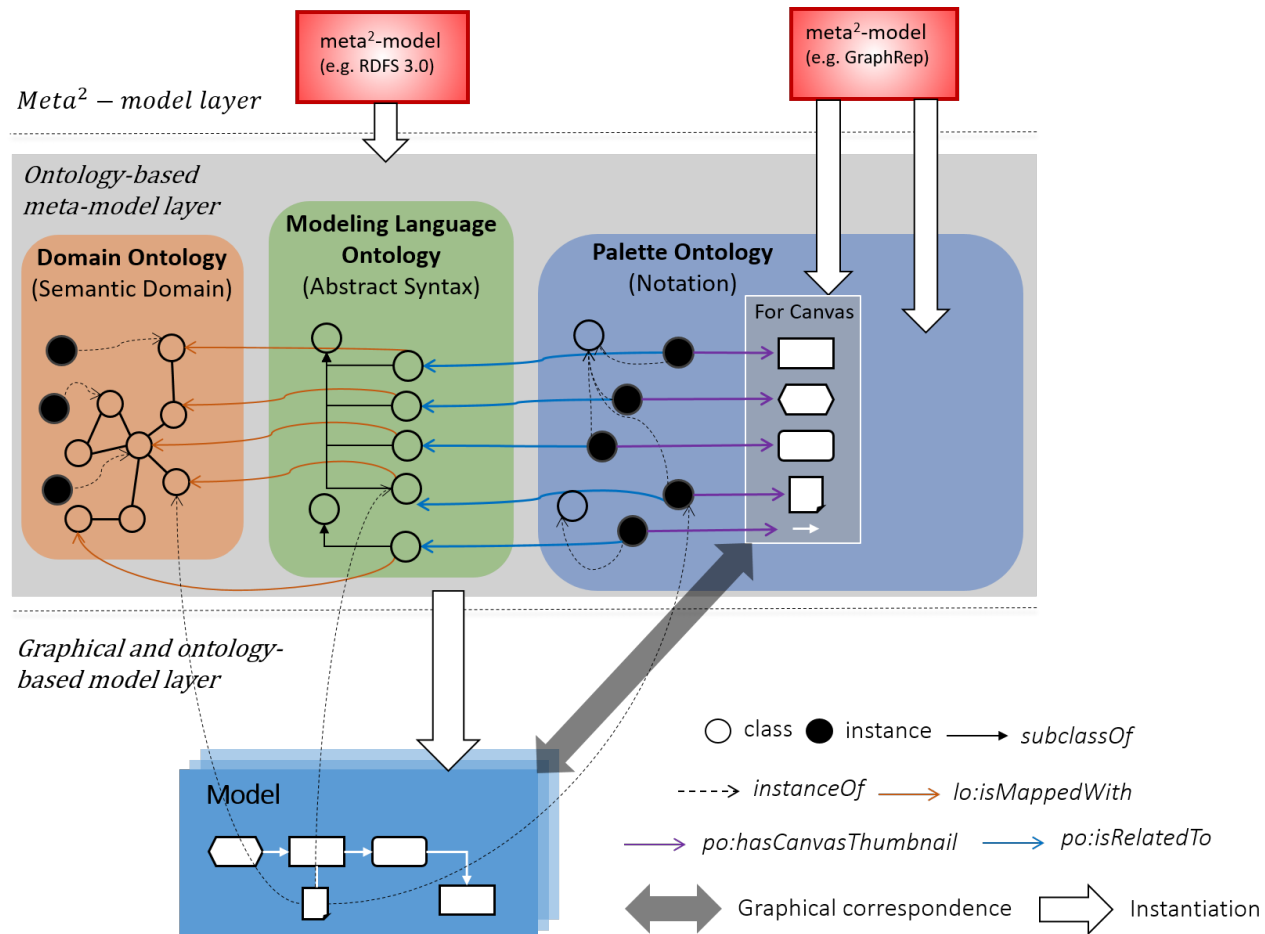 meta²-model
(e.g. RDFS 3.0)
meta²-model
(e.g. GraphRep)
Meta² − model layer
Ontology-based
meta-model layer
Domain Ontology
(Semantic Domain)
Modeling Language
Ontology
(Abstract Syntax)
Palette Ontology
(Notation)
For Canvas
Graphical and ontology-
based model layer
Model
class
instance
subclassOf
instanceOf
lo:isMappedWith
po:hasCanvasThumbnail
po:isRelatedTo
Graphical correspondence
Instantiation